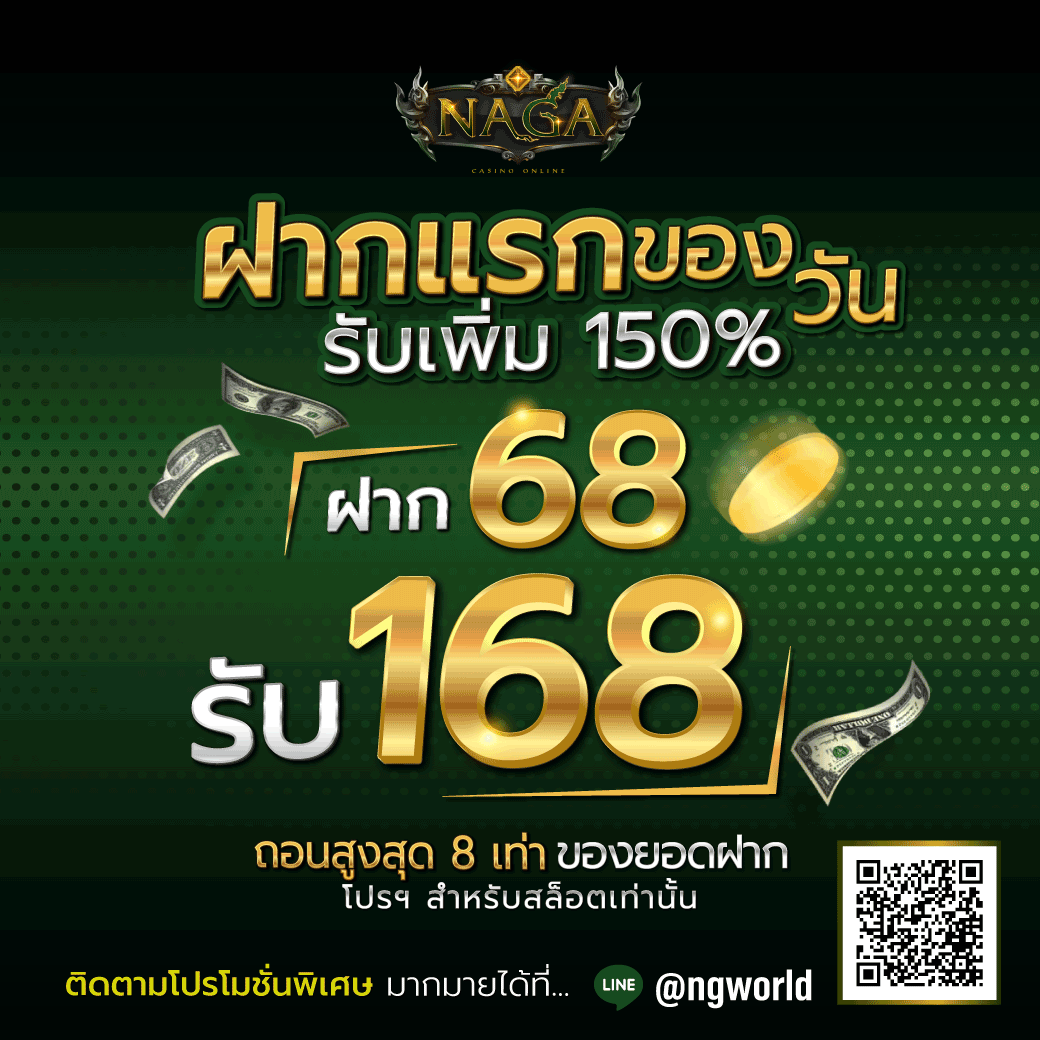 NAGA
CASINO ONLINE
ฝากแรกของวัน
รับเพิ่ม 150%
ฝาก 68
รับ 168
ถอนสูงสุด 8 เท่า ของยอดฝาก
โปรฯ สำหรับสล็อตเท่านั้น
ติดตามโปรโมชั่นพิเศษ มากมายได้ที่... LINE @ngworld